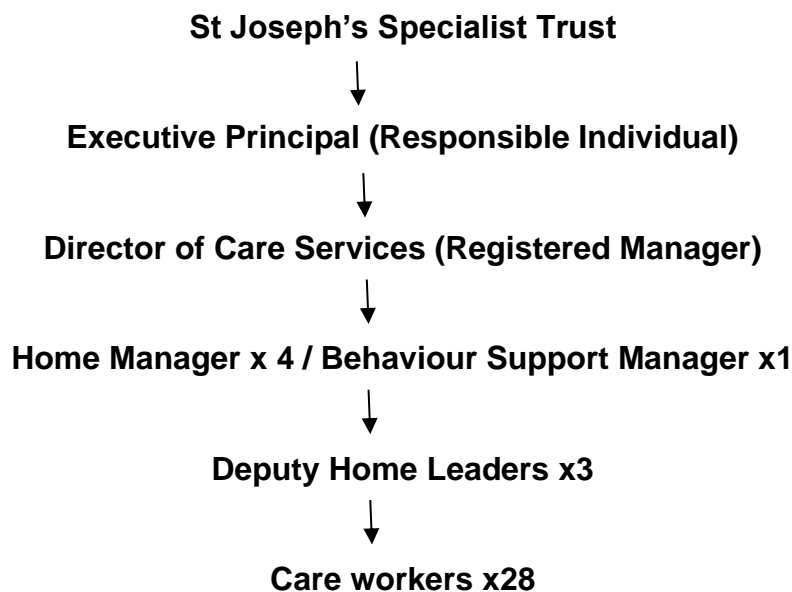 St Joseph’s Specialist Trust
Executive Principal (Responsible Individual)
Director of Care Services (Registered Manager)
Home Manager x 4 / Behaviour Support Manager x1
Deputy Home Leaders x3
Care workers x28